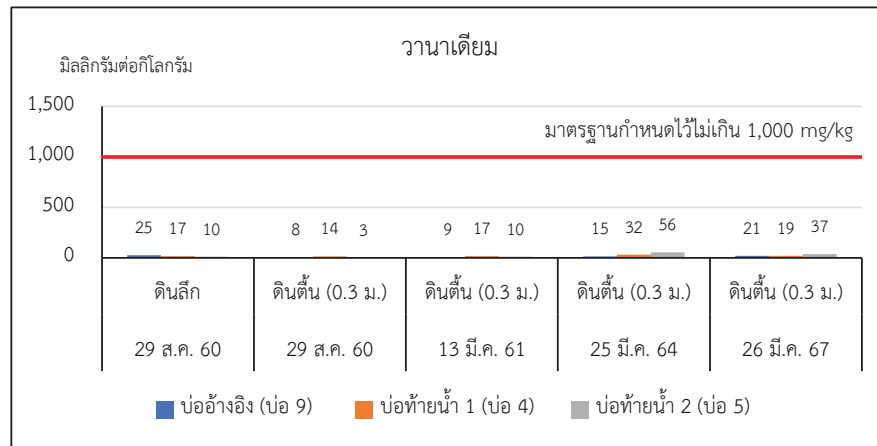 วานาเดียม
มิลลิกรัมต่อกิโลกรัม
1,500
มาตรฐานกำหนดไว้ไม่เกิน 1,000 mg/kg
1,000
500
25 17 10 8 14 3 9 17 10 15 32 56 21 19 37
0
ดินลึก ดินตื้น (0.3 ม.) ดินตื้น (0.3 ม.) ดินตื้น (0.3 ม.) ดินตื้น (0.3 ม.)
29 ส.ค. 60 29 ส.ค. 60 13 มี.ค. 61 25 มี.ค. 64 26 มี.ค. 67
บ่ออ้างอิง (บ่อ 9) บ่อท้ายน้ำ 1 (บ่อ 4) บ่อท้ายน้ำ 2 (บ่อ 5)